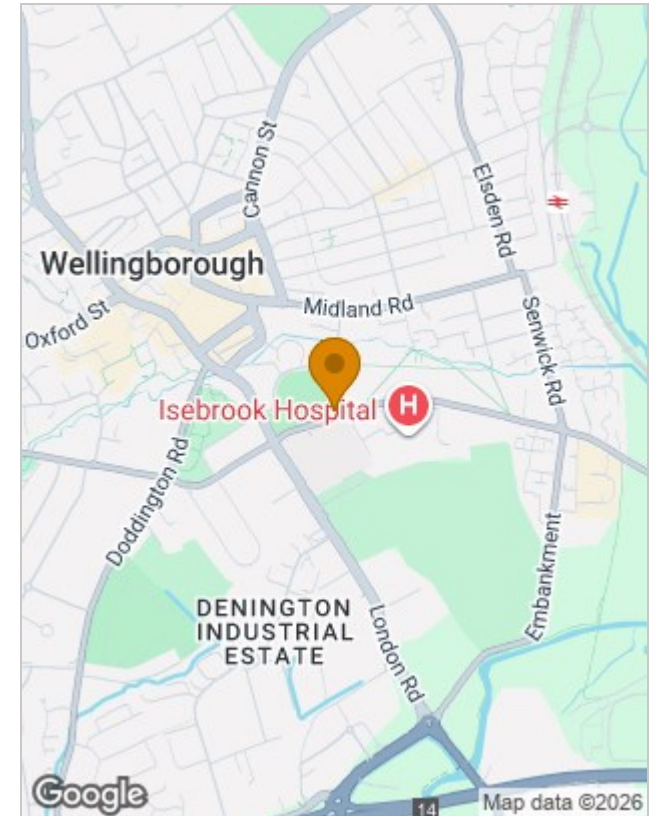 Cannon St
Elsden Rd
Wellingborough
Midland Rd
Oxford St
Senwick Rd
Isebrook Hospital
H
Doddington Rd
Embankment
DENINGTON
INDUSTRIAL
ESTATE
London Rd
Google
14
Map data ©2026